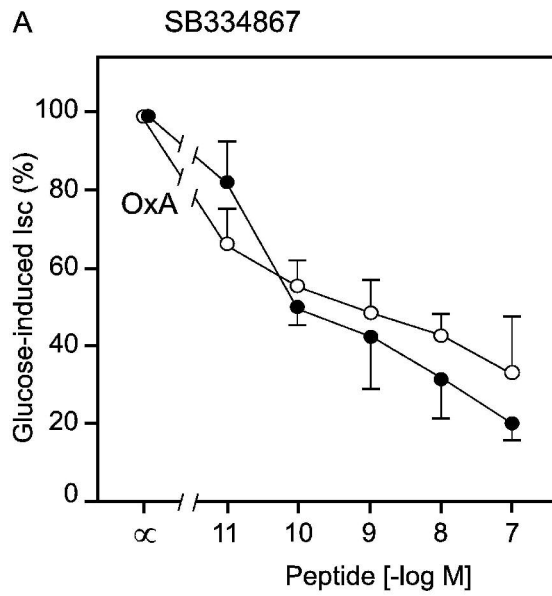 A SB334867
Glucose-induced Isc (%)
100
80
60
40
20
0
OxA
∝ 11 10 9 8 7
Peptide [-log M]